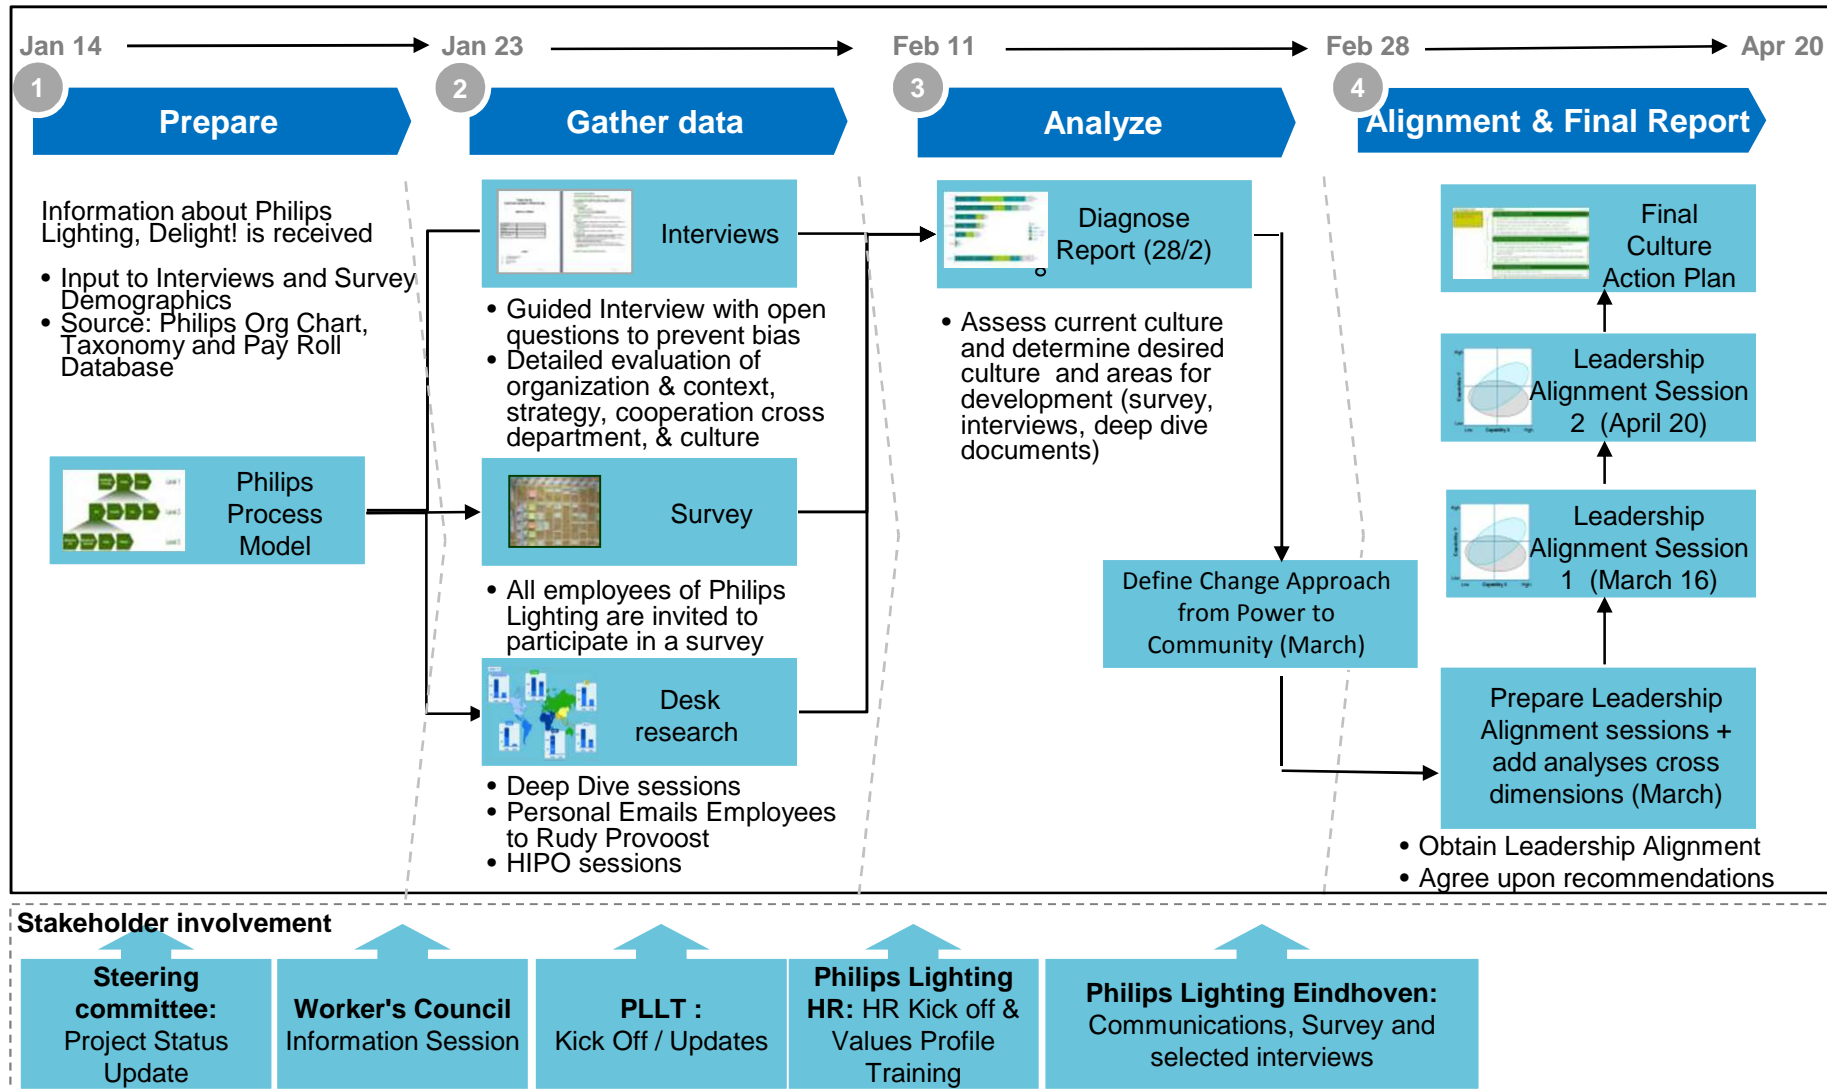 Jan 14
Jan 23
Feb 11
Feb 28
Apr 20
1
Prepare
2
Gather data
3
Analyze
4
Alignment & Final Report
Information about Philips
Lighting, Delight! is received
• Input to Interviews and Survey
Demographics
• Source: Philips Org Chart,
Taxonomy and Pay Roll
Database
Philips
Process
Model
Interviews
• Guided Interview with open
questions to prevent bias
• Detailed evaluation of
organization & context,
strategy, cooperation cross
department, & culture
Survey
• All employees of Philips
Lighting are invited to
participate in a survey
Desk
research
• Deep Dive sessions
• Personal Emails Employees
to Rudy Provoost
• HIPO sessions
Diagnose
Report (28/2)
• Assess current culture
and determine desired
culture and areas for
development (survey,
interviews, deep dive
documents)
Define Change Approach
from Power to
Community (March)
Final
Culture
Action Plan
Leadership
Alignment Session
2 (April 20)
Leadership
Alignment Session
1 (March 16)
Prepare Leadership
Alignment sessions +
add analyses cross
dimensions (March)
• Obtain Leadership Alignment
• Agree upon recommendations
Stakeholder involvement
Steering
committee:
Project Status
Update
Worker's Council
Information Session
PLLT :
Kick Off / Updates
Philips Lighting
HR: HR Kick off &
Values Profile
Training
Philips Lighting Eindhoven:
Communications, Survey and
selected interviews